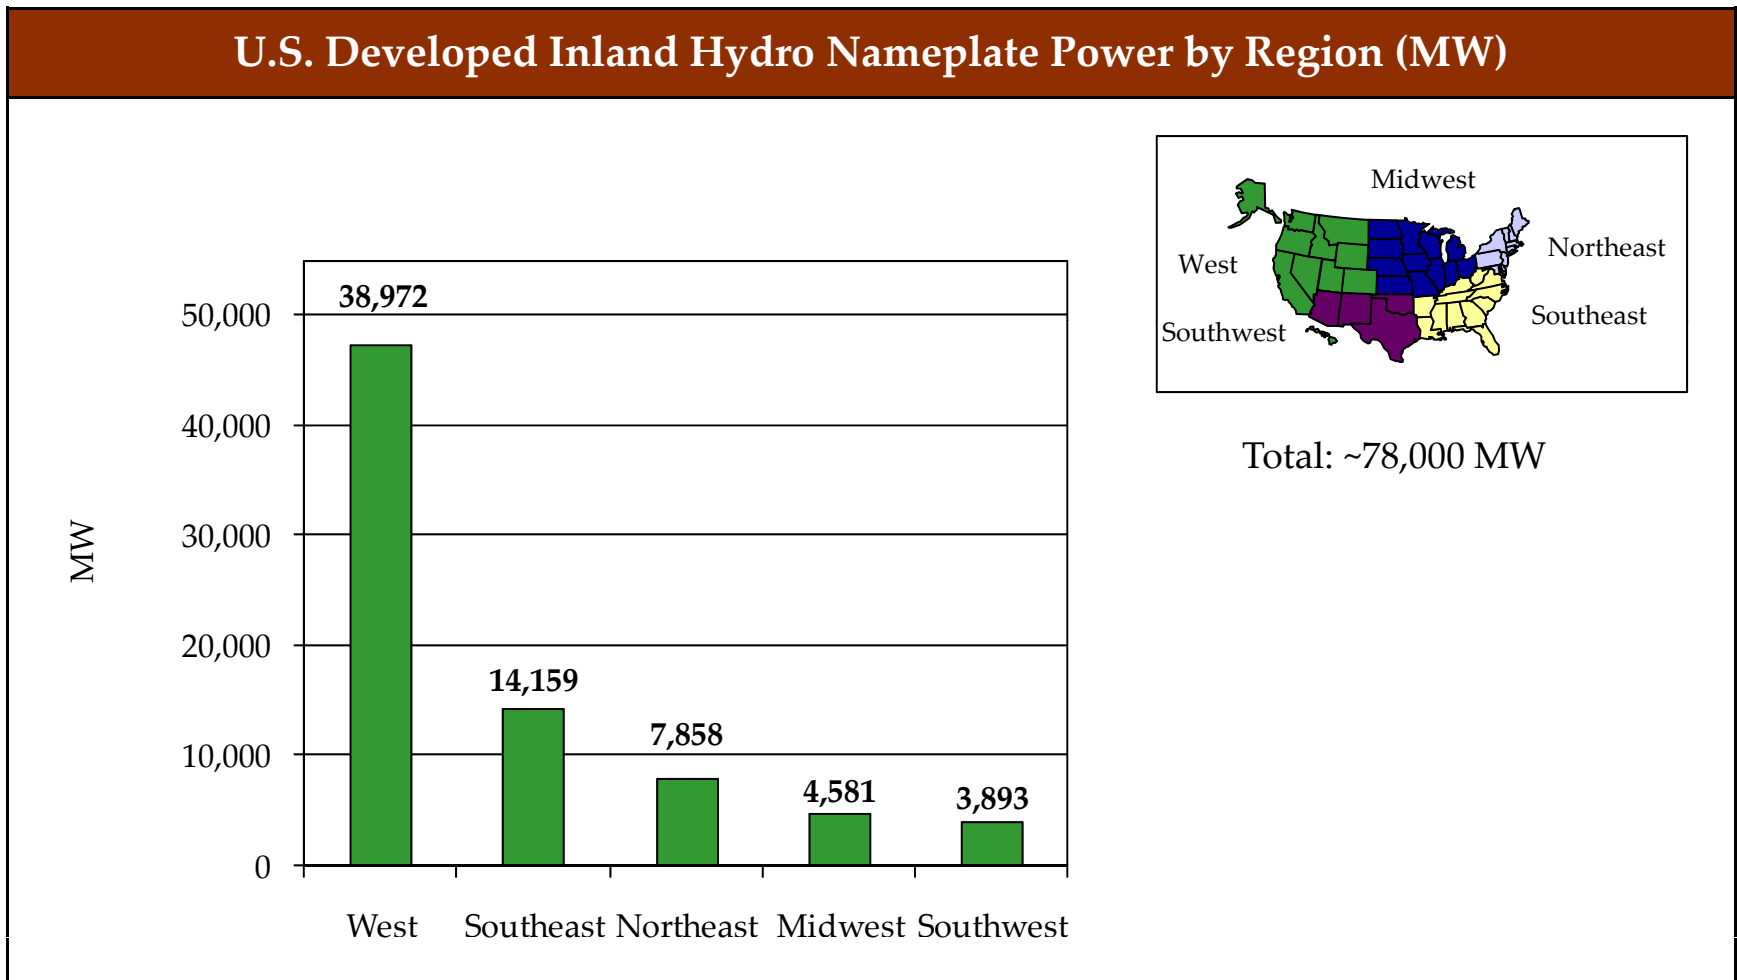 U.S. Developed Inland Hydro Nameplate Power by Region (MW)
Midwest
Northeast
West
Southeast
Southwest
Total: ~78,000 MW
MW
50,000
40,000
30,000
20,000
10,000
0
38,972
14,159
7,858
4,581
3,893
West Southeast Northeast Midwest Southwest